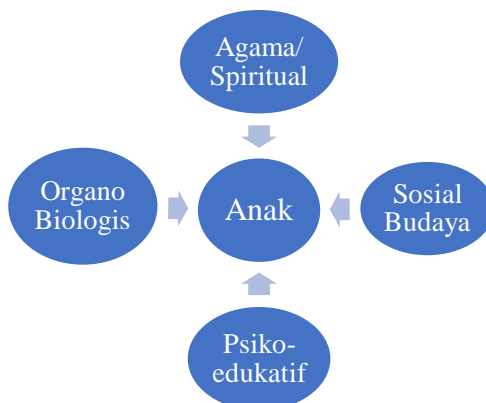 Agama/
Spiritual
Organo
Biologis
Anak
Sosial
Budaya
Psiko-
edukatif